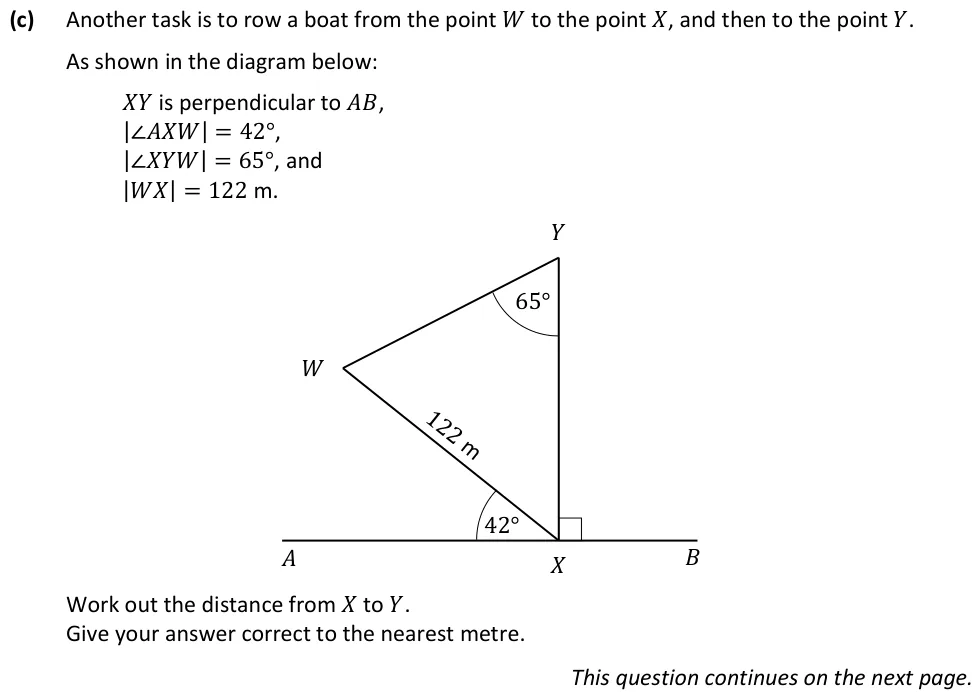 (c) Another task is to row a boat from the point W to the point X, and then to the point Y.
As shown in the diagram below:
XY is perpendicular to AB,
|∠AXW| = 42°,
|∠XYW| = 65°, and
|WX| = 122 m.
Y
65°
W
122 m
42°
A
X
B
Work out the distance from X to Y.
Give your answer correct to the nearest metre.
This question continues on the next page.